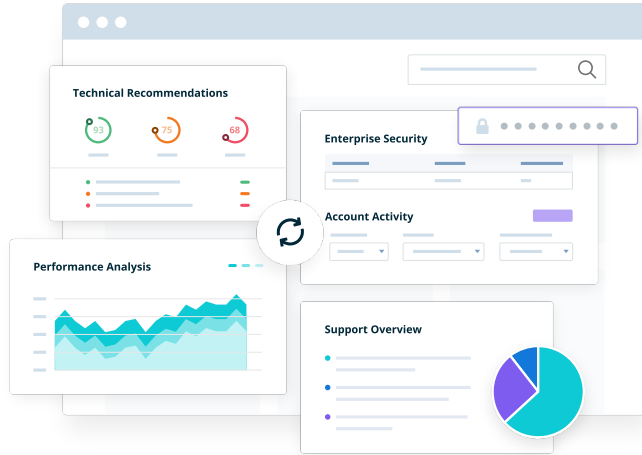 Technical Recommendations
93
75
68
Enterprise Security
Account Activity
Performance Analysis
Support Overview